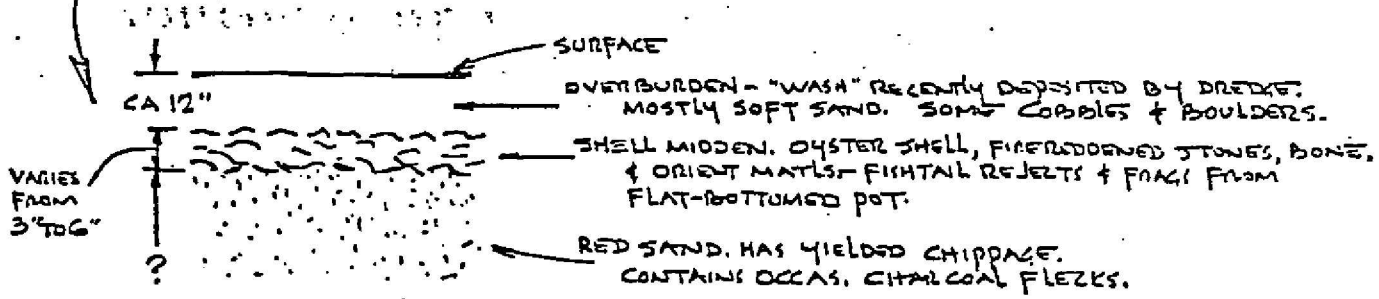 SURFACE
CA 12"
OVERBURDEN - "WASH" RECENTLY DEPOSITED BY DREDGE.
MOSTLY SOFT SAND. SOME COBBLES & BOULDERS.
SHELL MIDDEN. OYSTER SHELL, FIREREDDENED STONES, BONE,
& ORIENT MATLS - FISHTAIL REJECTS & FRAGS FROM
FLAT-BOTTOMED POT.
VARIES
FROM
3" TO 6"
?
RED SAND. HAS YIELDED CHIPPAGE.
CONTAINS OCCAS. CHARCOAL FLECKS.